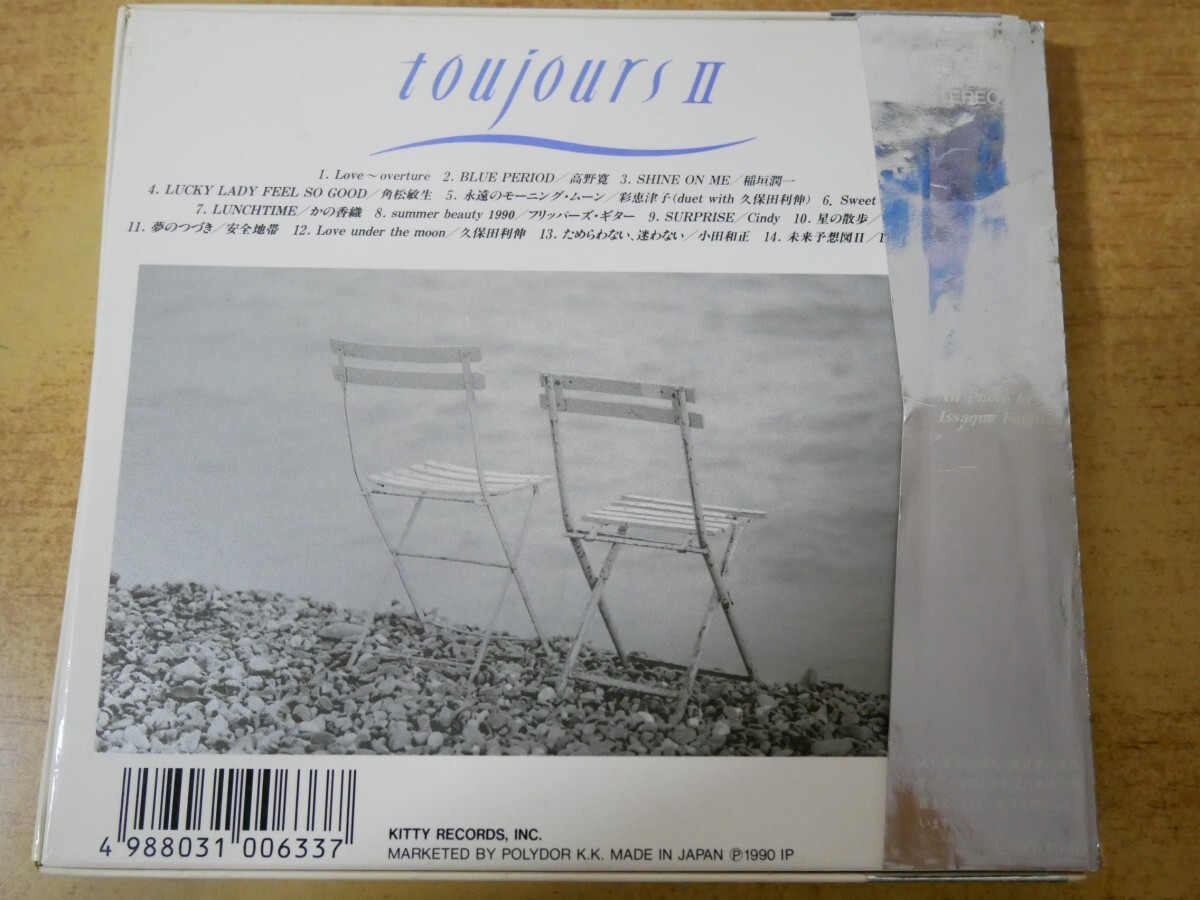 toujours II
1. Love～overture 2. BLUE PERIOD／高野寛 3. SHINE ON ME／稲垣潤一
4. LUCKY LADY FEEL SO GOOD／角松敏生 5. 永遠のモーニング・ムーン／彩恵津子(duet with 久保田利伸) 6. Sweet
7. LUNCHTIME／かの香織 8. summer beauty 1990／フリッパーズ・ギター 9. SURPRISE／Cindy 10. 星の散歩／
11. 夢のつづき／安全地帯 12. Love under the moon／久保田利伸 13. ためらわない、迷わない／小田和正 14. 未来予想図II／
STEREO
All Photo by
Issaque
4 988031 006337
KITTY RECORDS, INC.
MARKETED BY POLYDOR K.K. MADE IN JAPAN Ⓟ1990 IP